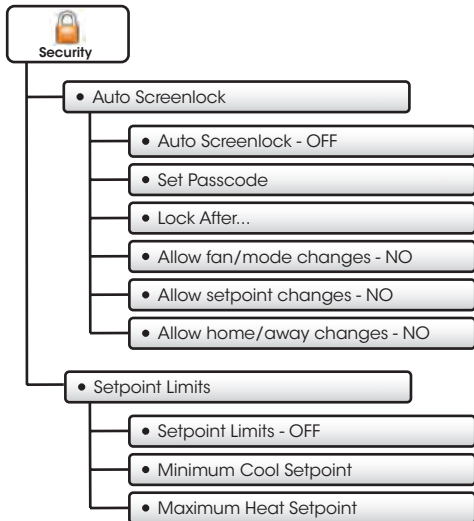 Security
• Auto Screenlock
• Auto Screenlock - OFF
• Set Passcode
• Lock After...
• Allow fan/mode changes - NO
• Allow setpoint changes - NO
• Allow home/away changes - NO
• Setpoint Limits
• Setpoint Limits - OFF
• Minimum Cool Setpoint
• Maximum Heat Setpoint